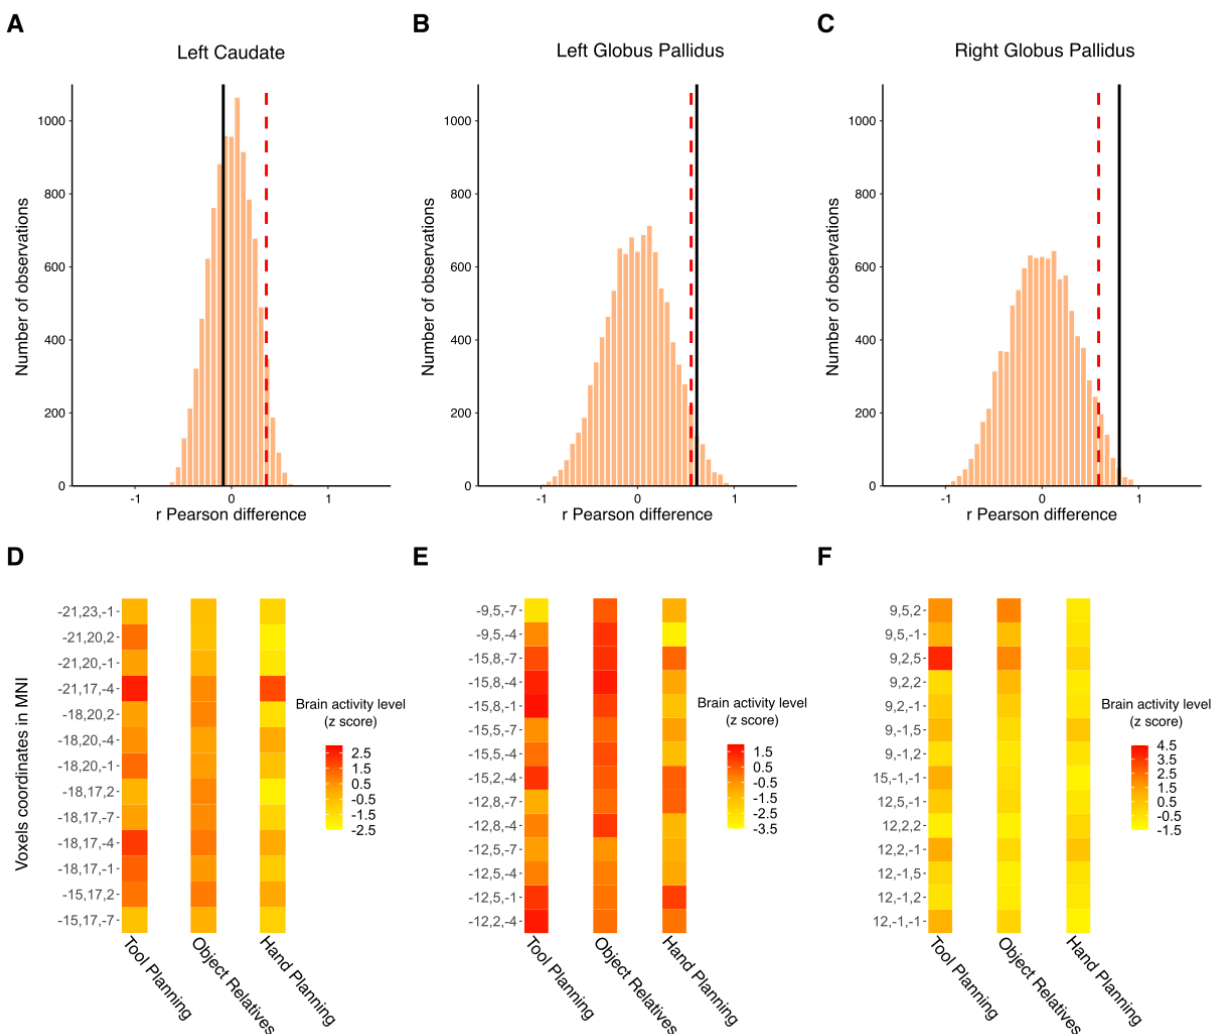 A
B
C
Left Caudate
Left Globus Pallidus
Right Globus Pallidus
Number of observations
1000
800
600
400
200
0
-1
0
1
r Pearson difference
Number of observations
1000
800
600
400
200
0
-1
0
1
r Pearson difference
Number of observations
1000
800
600
400
200
0
-1
0
1
r Pearson difference
D
Voxels coordinates in MNI
-21,23,-1
-21,20,2
-21,20,-1
-21,17,-4
-18,20,2
-18,20,-4
-18,20,-1
-18,17,2
-18,17,-7
-18,17,-4
-18,17,-1
-15,17,2
-15,17,-7
Tool Planning
Object Relatives
Hand Planning
Brain activity level
(z score)
2.5
1.5
0.5
-0.5
-1.5
-2.5
E
-9,5,-7
-9,5,-4
-15,8,-7
-15,8,-4
-15,8,-1
-15,5,-7
-15,5,-4
-15,2,-4
-12,8,-7
-12,8,-4
-12,5,-7
-12,5,-4
-12,5,-1
-12,2,-4
Tool Planning
Object Relatives
Hand Planning
Brain activity level
(z score)
1.5
0.5
-0.5
-1.5
-2.5
-3.5
F
9,5,2
9,5,-1
9,2,5
9,2,2
9,2,-1
9,-1,5
9,-1,2
15,-1,-1
12,5,-1
12,2,2
12,2,-1
12,-1,5
12,-1,2
12,-1,-1
Tool Planning
Object Relatives
Hand Planning
Brain activity level
(z score)
4.5
3.5
2.5
1.5
0.5
-0.5
-1.5